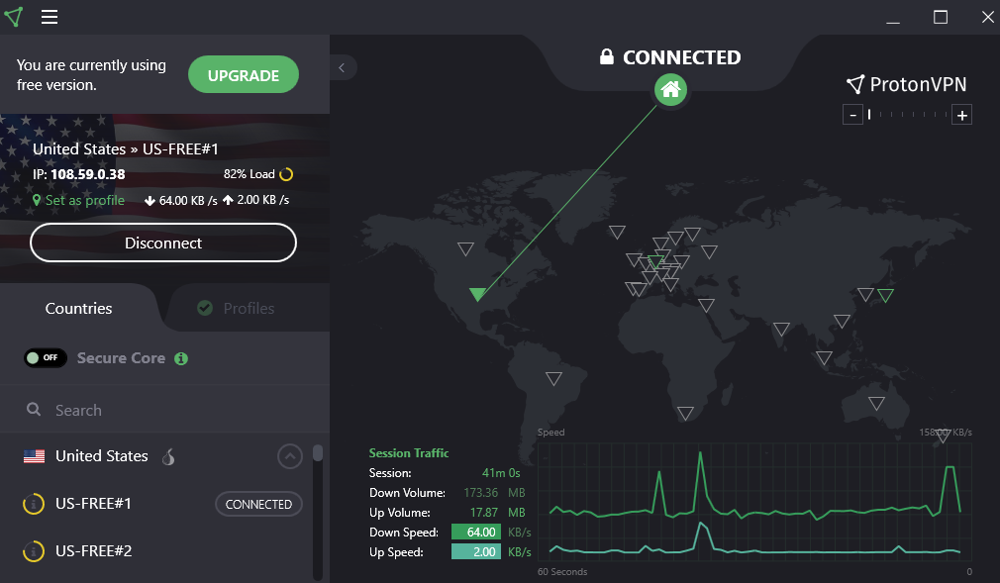 You are currently using
free version.
UPGRADE
United States » US-FREE#1
IP: 108.59.0.38
82% Load
Set as profile
64.00 KB /s 2.00 KB /s
Disconnect
Countries
Profiles
OFF
Secure Core
Search
United States
US-FREE#1
CONNECTED
US-FREE#2
CONNECTED
ProtonVPN
- +
Session Traffic
Session: 41m 0s
Down Volume: 173.36 MB
Up Volume: 17.87 MB
Down Speed: 64.00 KB/s
Up Speed: 2.00 KB/s
Speed
158.00 KB/s
60 Seconds
0